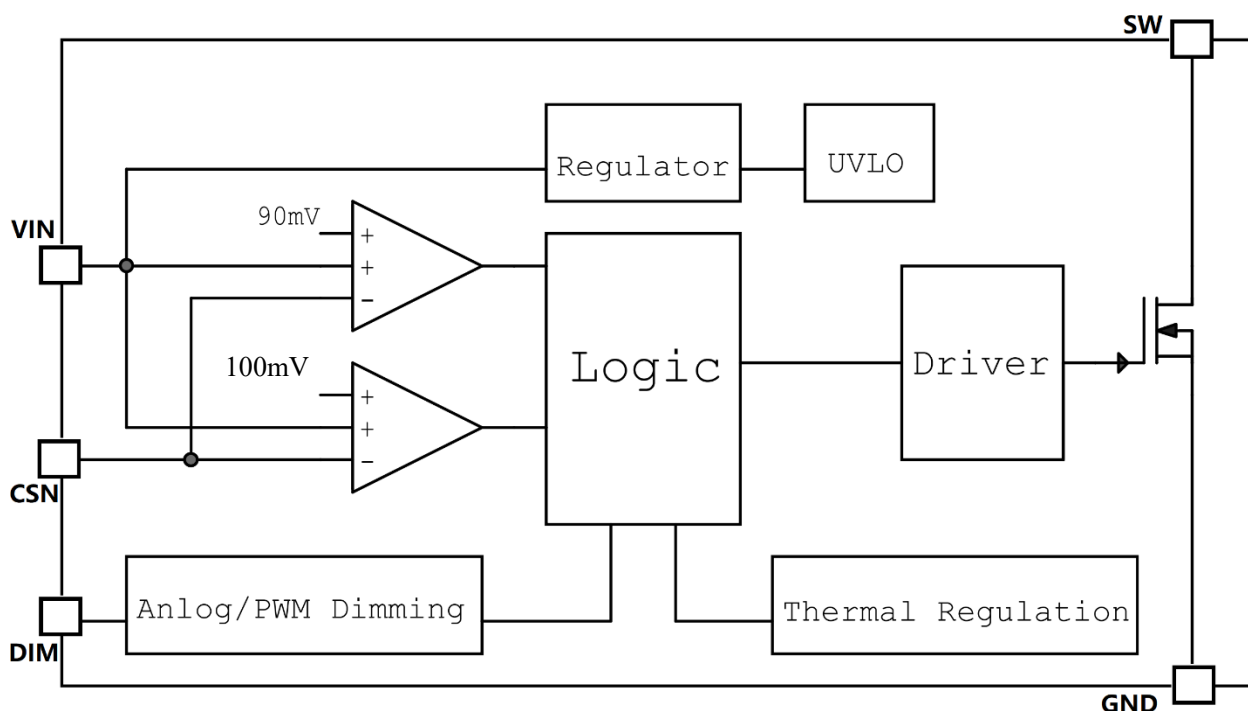 SW
Regulator
UVLO
VIN
90mV
+
+
−
Logic
Driver
100mV
+
+
−
CSN
Anlog/PWM Dimming
Thermal Regulation
DIM
GND